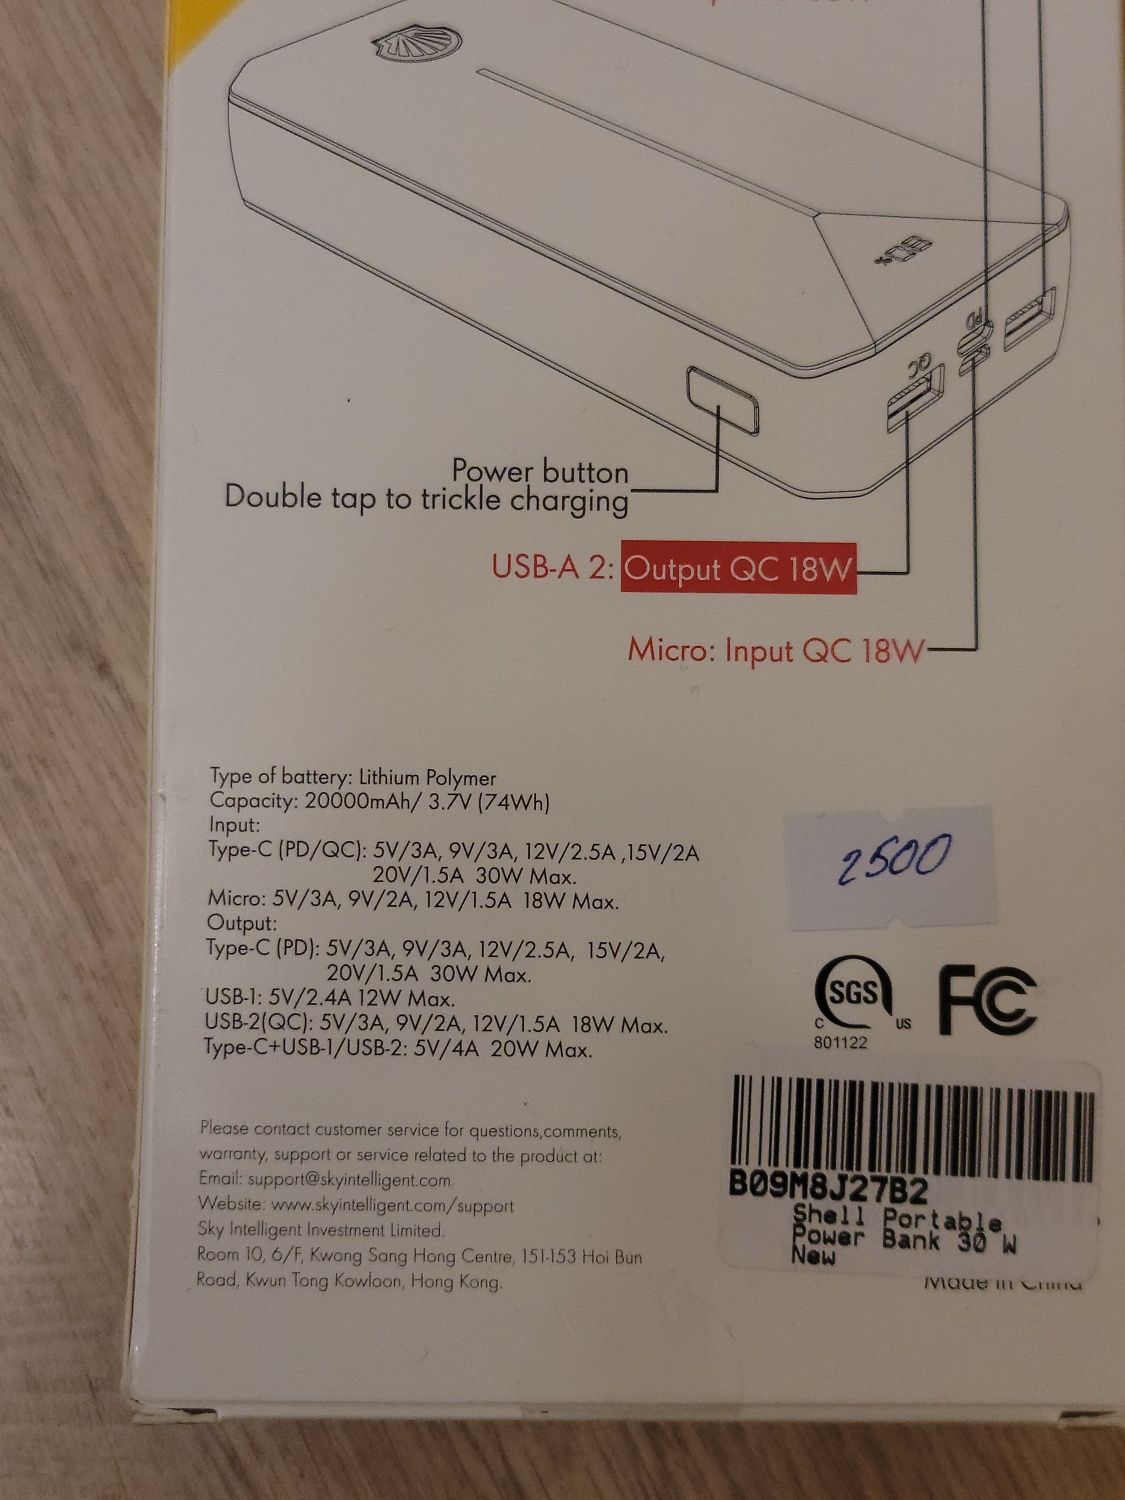 QC
PD
Power button
Double tap to trickle charging
USB-A 2: Output QC 18W
Micro: Input QC 18W
Type of battery: Lithium Polymer
Capacity: 20000mAh/ 3.7V (74Wh)
Input:
Type-C (PD/QC): 5V/3A, 9V/3A, 12V/2.5A ,15V/2A
20V/1.5A 30W Max.
Micro: 5V/3A, 9V/2A, 12V/1.5A 18W Max.
Output:
Type-C (PD): 5V/3A, 9V/3A, 12V/2.5A, 15V/2A,
20V/1.5A 30W Max.
USB-1: 5V/2.4A 12W Max.
USB-2(QC): 5V/3A, 9V/2A, 12V/1.5A 18W Max.
Type-C+USB-1/USB-2: 5V/4A 20W Max.
2500
SGS
C US
801122
FC
Please contact customer service for questions,comments,
warranty, support or service related to the product at:
Email: support@skyintelligent.com
Website: www.skyintelligent.com/support
Sky Intelligent Investment Limited.
Room 10, 6/F, Kwong Sang Hong Centre, 151-153 Hoi Bun
Road, Kwun Tong Kowloon, Hong Kong.
B09M8J27B2
Shell Portable
Power Bank 30 W
New
Made in China